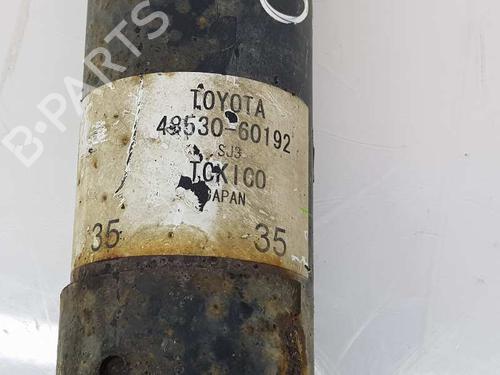 B-PARTS
TOYOTA
48530-60192
SJ3
TOKICO
JAPAN
35 35